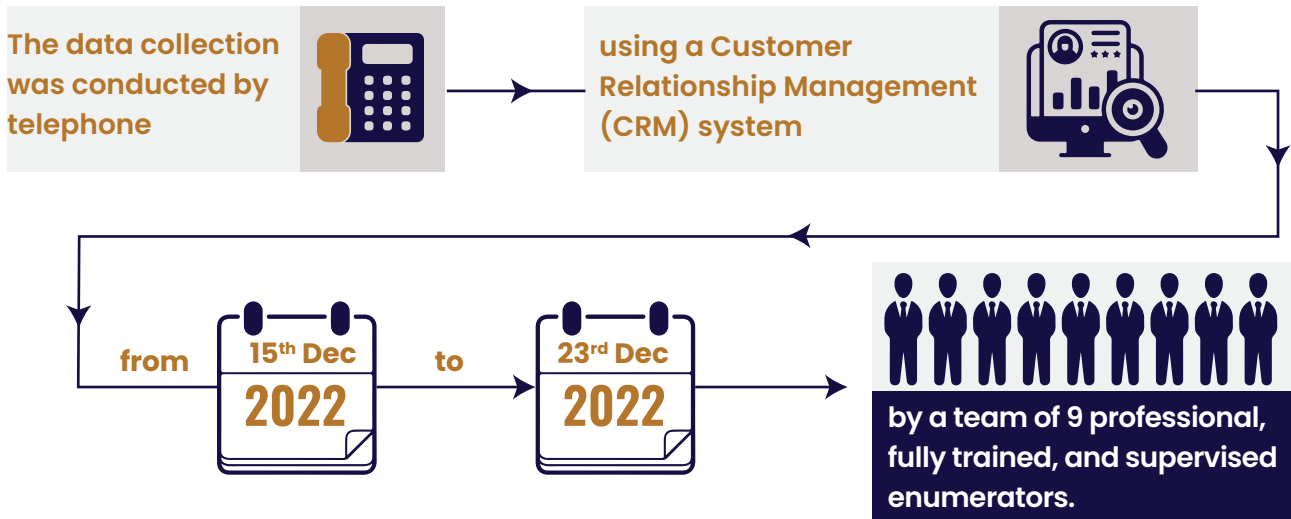 The data collection
was conducted by
telephone
using a Customer
Relationship Management
(CRM) system
from
15th Dec
2022
to
23rd Dec
2022
by a team of 9 professional,
fully trained, and supervised
enumerators.